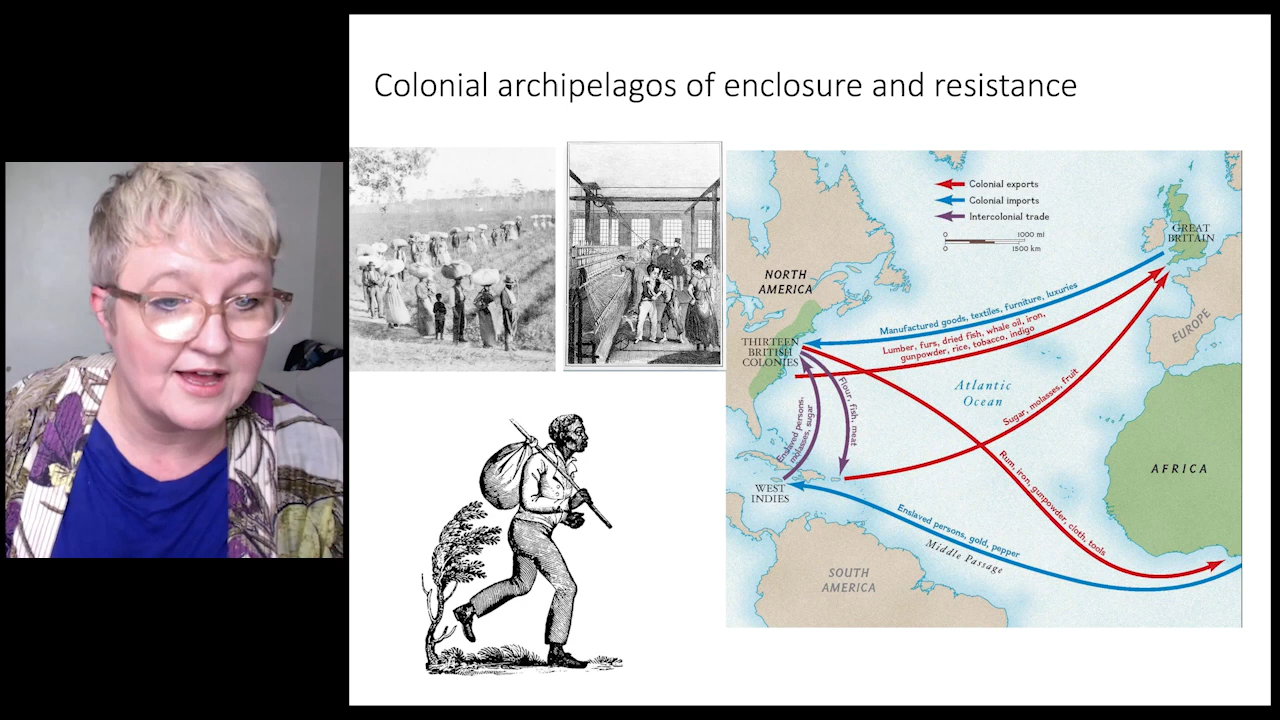 Colonial archipelagos of enclosure and resistance
Colonial exports
Colonial imports
Intercolonial trade
0 1000 mi
0 1500 km
GREAT
BRITAIN
NORTH
AMERICA
EUROPE
Manufactured goods, textiles, furniture, luxuries
Lumber, furs, dried fish, whale oil, iron,
gunpowder, rice, tobacco, indigo
THIRTEEN
BRITISH
COLONIES
Atlantic
Ocean
Sugar, molasses, fruit
Flour, fish, meat
Enslaved persons,
molasses, sugar
AFRICA
Rum, iron, gunpowder, cloth, tools
WEST
INDIES
Enslaved persons, gold, pepper
Middle Passage
SOUTH
AMERICA